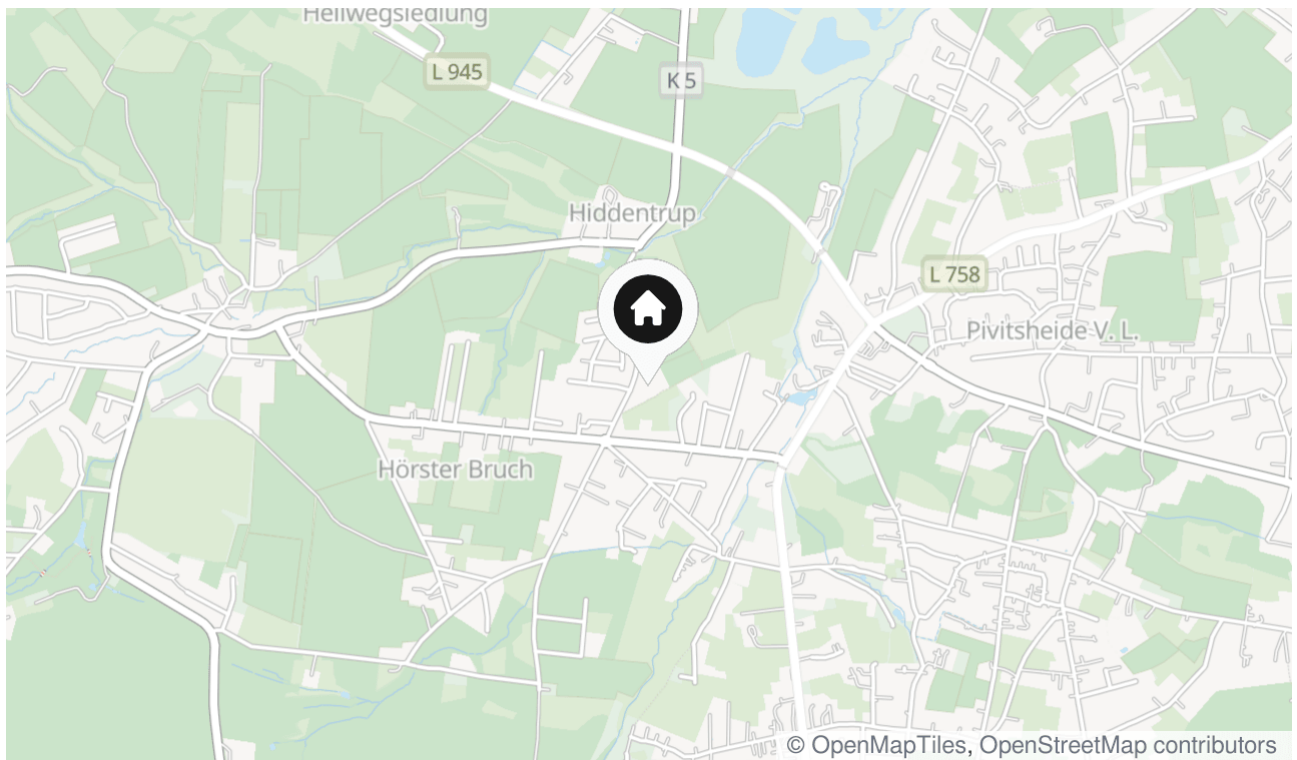 Hellwegsiedlung
L 945
K 5
Hiddentrup
L 758
Pivitsheide V. L.
Hörster Bruch
© OpenMapTiles, OpenStreetMap contributors